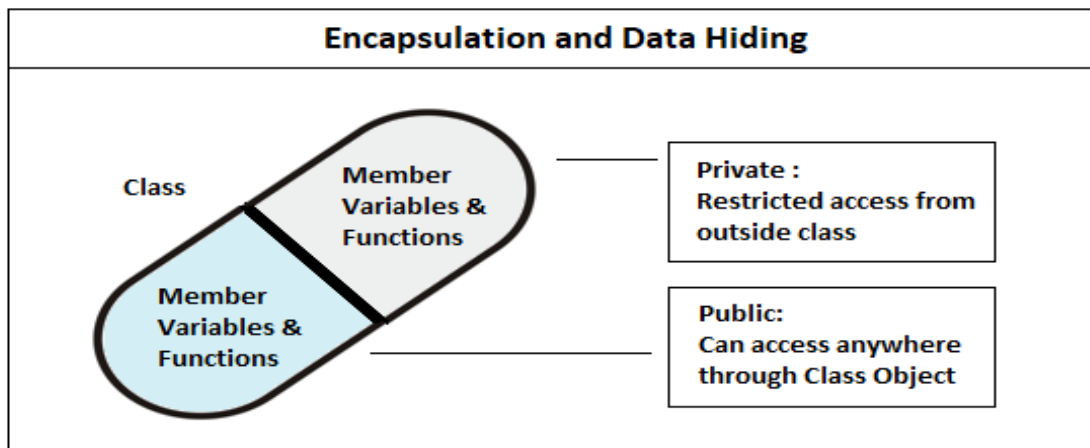 Encapsulation and Data Hiding
Class
Member
Variables &
Functions
Member
Variables &
Functions
Private :
Restricted access from
outside class
Public:
Can access anywhere
through Class Object